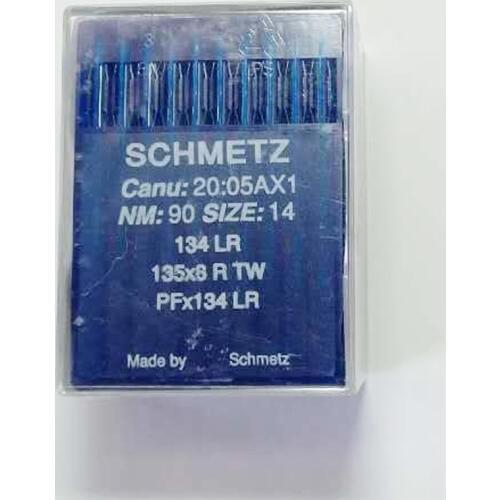 SCHMETZ
Canu: 20:05AX1
NM: 90 SIZE: 14
134 LR
135x8 R TW
PFx134 LR
Made by Schmetz